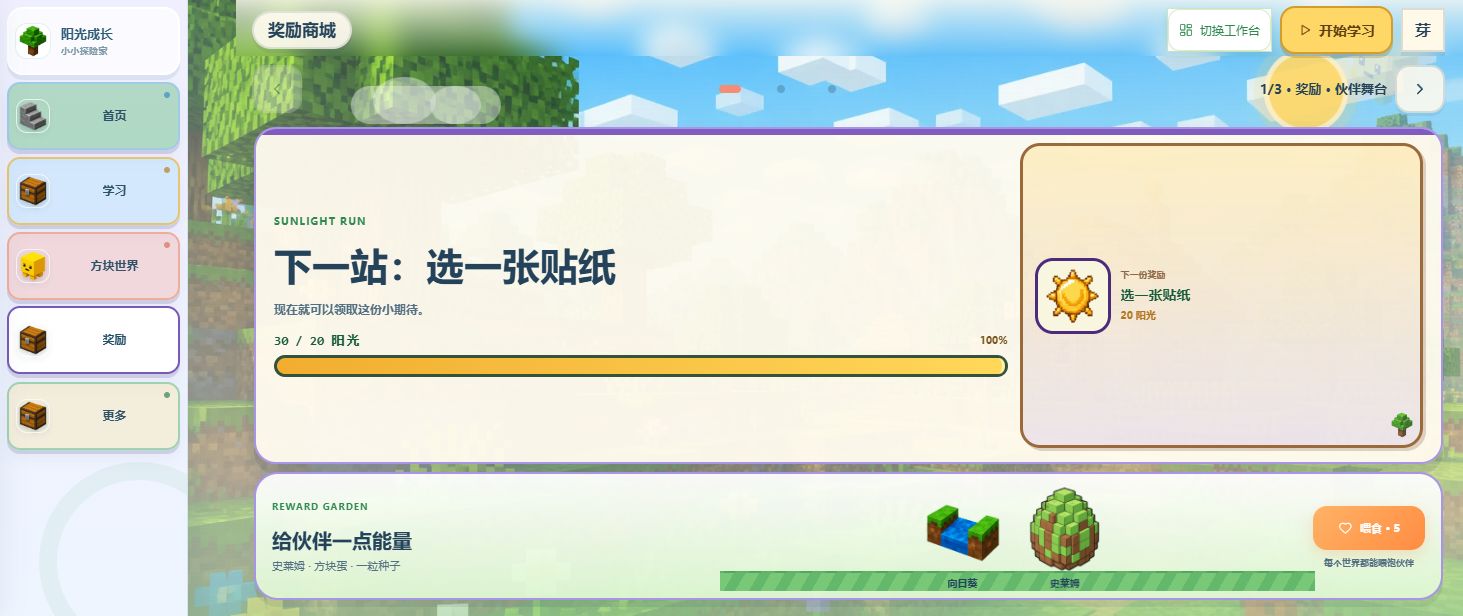 阳光成长
小小探险家
首页
学习
方块世界
奖励
更多
奖励商城
切换工作台
开始学习
芽
1/3 • 奖励 • 伙伴舞台
SUNLIGHT RUN
下一站：选一张贴纸
现在就可以领取这份小期待。
30 / 20 阳光
100%
下一份奖励
选一张贴纸
20 阳光
REWARD GARDEN
给伙伴一点能量
史莱姆 · 方块蛋 · 一粒种子
向日葵
史莱姆
喂食 • 5
每个世界都能喂饱伙伴